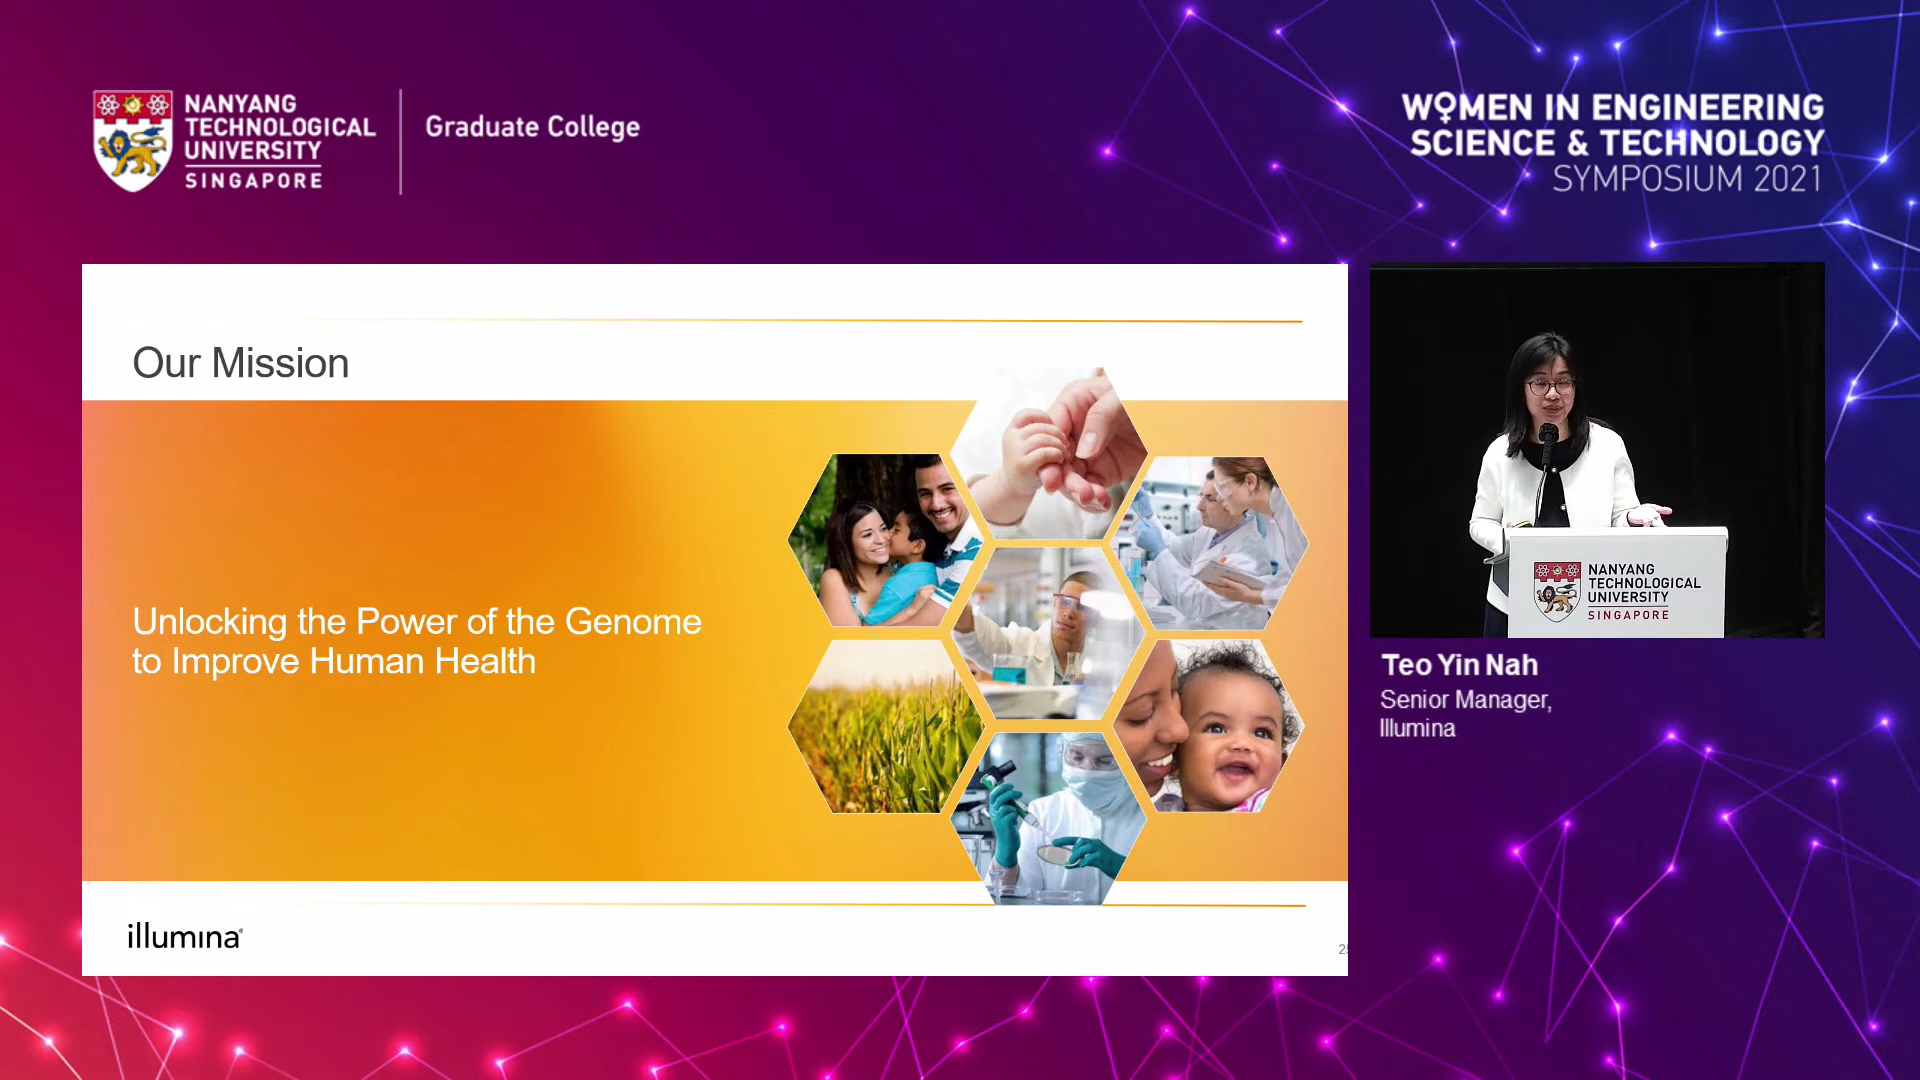 NANYANG
TECHNOLOGICAL
UNIVERSITY
SINGAPORE
Graduate College
WOMEN IN ENGINEERING
SCIENCE & TECHNOLOGY
SYMPOSIUM 2021
Our Mission
Unlocking the Power of the Genome
to Improve Human Health
illumına
NANYANG
TECHNOLOGICAL
UNIVERSITY
SINGAPORE
Teo Yin Nah
Senior Manager,
Illumina